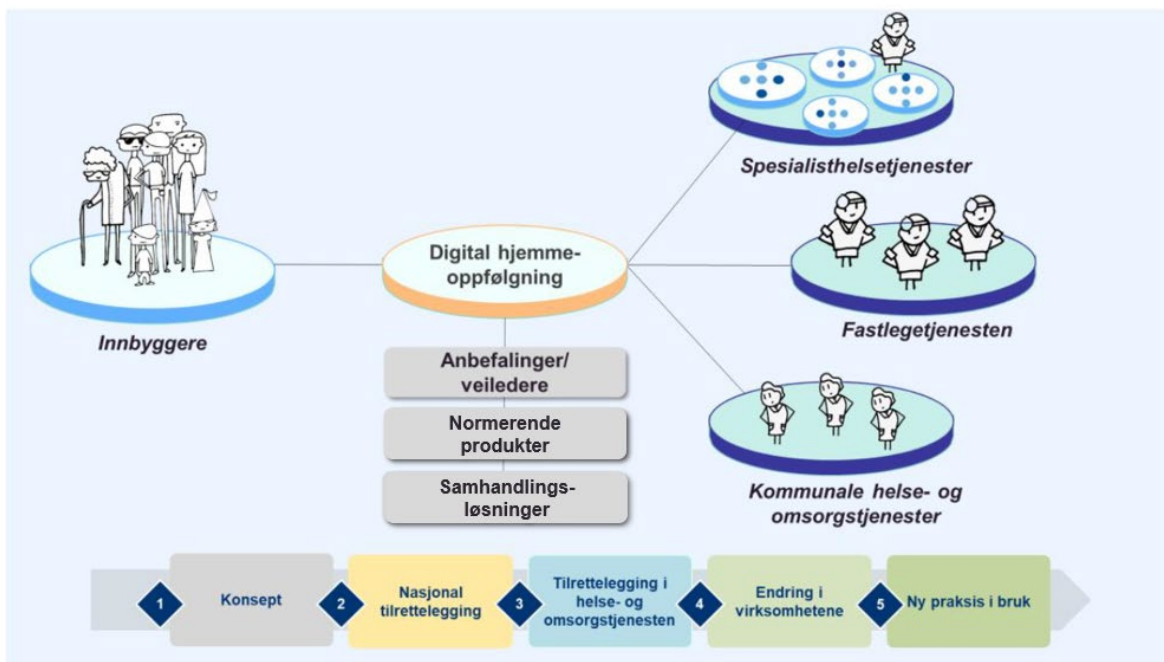 Spesialisthelsetjenester
Digital hjemme-
oppfølgning
Innbyggere
Fastlegetjenesten
Anbefalinger/
veiledere
Normerende
produkter
Samhandlings-
løsninger
Kommunale helse- og
omsorgstjenester
1
Konsept
2
Nasjonal
tilrettelegging
3
Tilrettelegging i
helse- og
omsorgstjenesten
4
Endring i
virksomhetene
5
Ny praksis i bruk